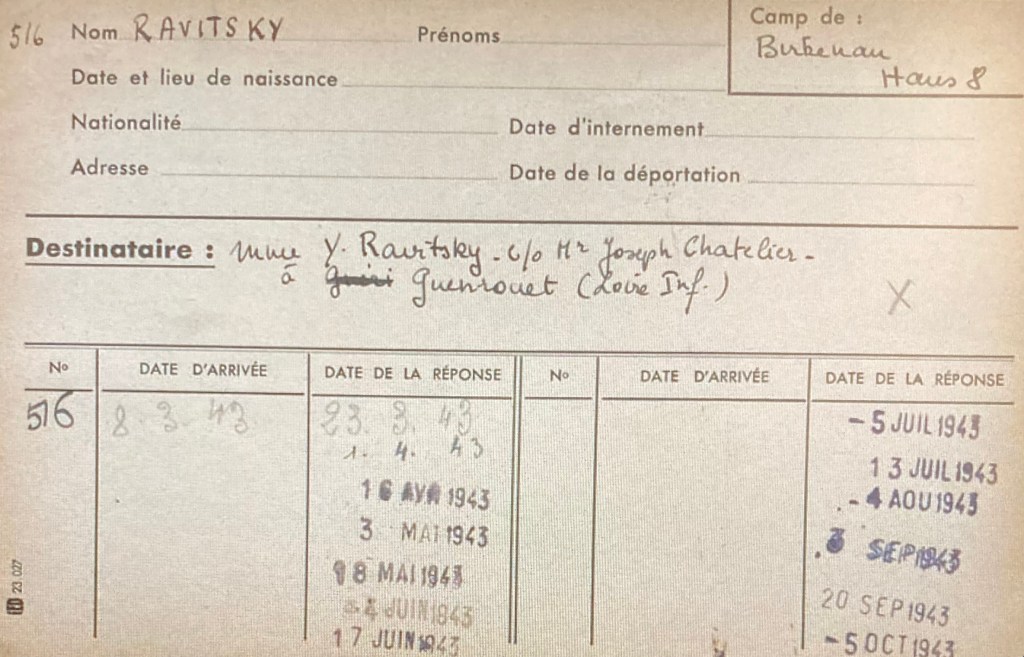 516 Nom RAVITSKY Prénoms
Camp de :
Birkenau
Haus 8
Date et lieu de naissance
Nationalité Date d'internement
Adresse Date de la déportation
Destinataire : Mme Y. Ravitsky - c/o Mr Joseph Chatelier -
à Guenrouet (Loire Inf.)
X
No DATE D'ARRIVÉE DATE DE LA RÉPONSE No DATE D'ARRIVÉE DATE DE LA RÉPONSE
516 8. 3. 43 23. 3. 43
1. 4. 43
16 AVR 1943
3 MAI 1943
18 MAI 1943
JUIN 1943
17 JUIN 1943
- 5 JUIL 1943
13 JUIL 1943
- 4 AOU 1943
3 SEP 1943
20 SEP 1943
- 5 OCT 1943
23 027